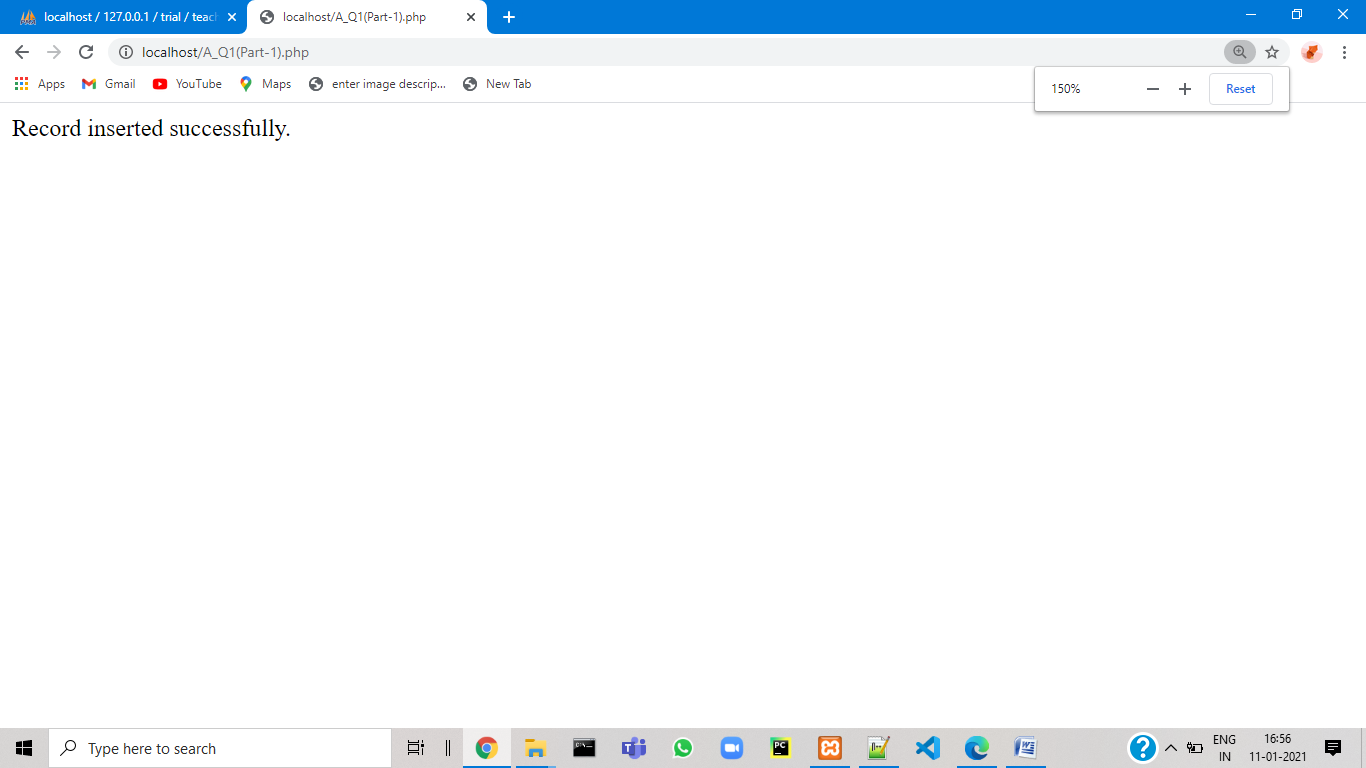 localhost / 127.0.0.1 / trial / teach
localhost/A_Q1(Part-1).php
localhost/A_Q1(Part-1).php
Apps Gmail YouTube Maps enter image descrip... New Tab
150% Reset
Record inserted successfully.
Type here to search
ENG
IN
16:56
11-01-2021